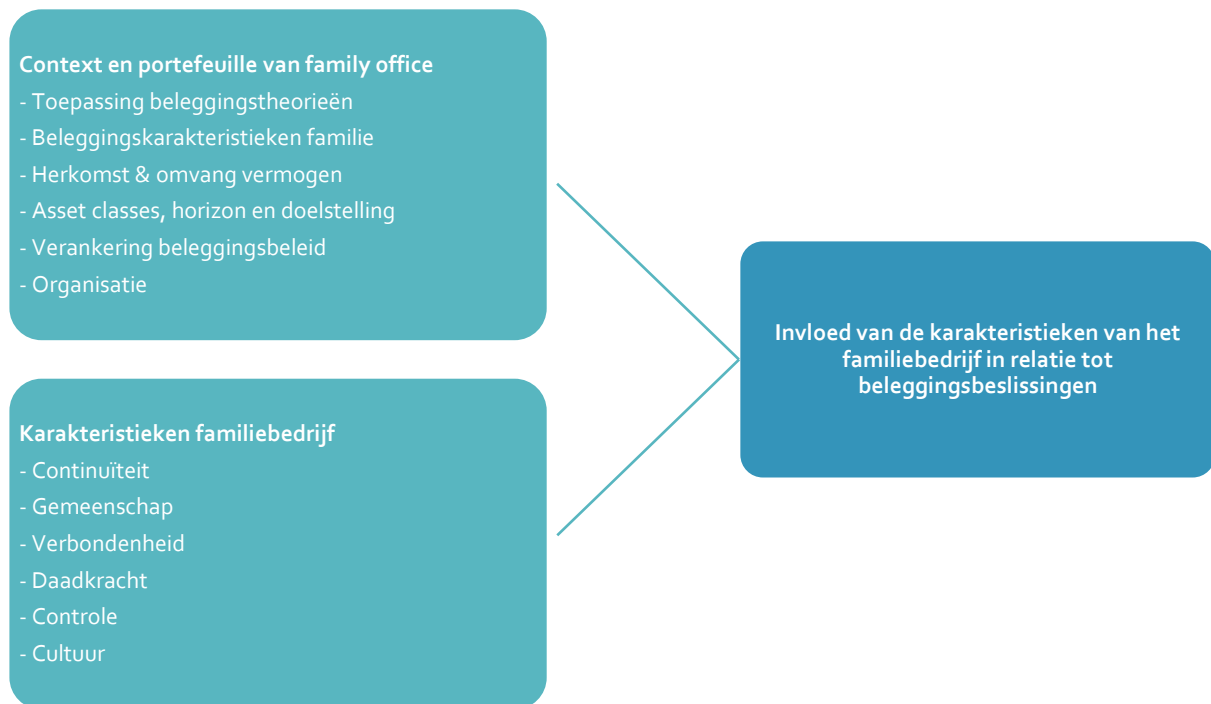 Context en portefeuille van family office
- Toepassing beleggingstheorieën
- Beleggingskarakteristieken familie
- Herkomst & omvang vermogen
- Asset classes, horizon en doelstelling
- Verankering beleggingsbeleid
- Organisatie
Karakteristieken familiebedrijf
- Continuïteit
- Gemeenschap
- Verbondenheid
- Daadkracht
- Controle
- Cultuur
Invloed van de karakteristieken van het
familiebedrijf in relatie tot
beleggingsbeslissingen